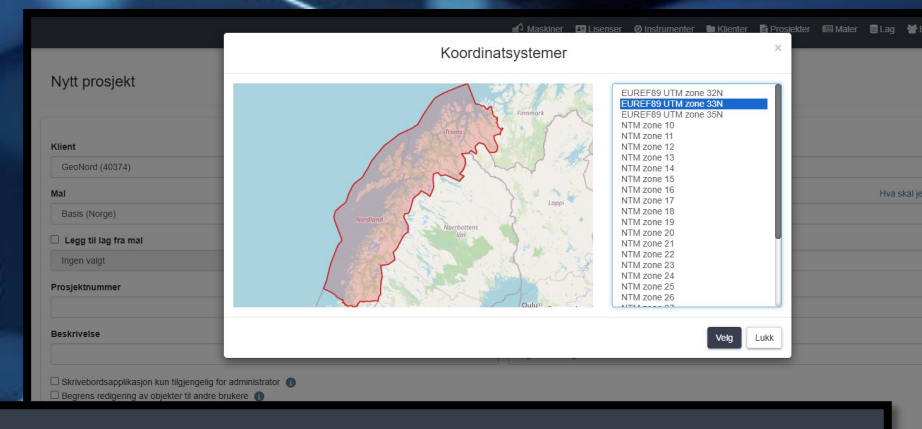 Maskiner Lisenser Instrumenter Klienter Prosjekter Maler Lag
Koordinatsystemer ×
Nytt prosjekt
Klient
GeoNord (40374)
Mal
Hva skal je
Basis (Norge)
Legg til lag fra mal
Ingen valgt
Prosjektnummer
Beskrivelse
Finnmark
Troms
Nordland
Lappi
Norrbottens
län
Oulu
EUREF89 UTM zone 32N
EUREF89 UTM zone 33N
EUREF89 UTM zone 35N
NTM zone 10
NTM zone 11
NTM zone 12
NTM zone 13
NTM zone 14
NTM zone 15
NTM zone 16
NTM zone 17
NTM zone 18
NTM zone 19
NTM zone 20
NTM zone 21
NTM zone 22
NTM zone 23
NTM zone 24
NTM zone 25
NTM zone 26
Velg Lukk
Skrivebordsapplikasjon kun tilgjengelig for administrator
Begrens redigering av objekter til andre brukere